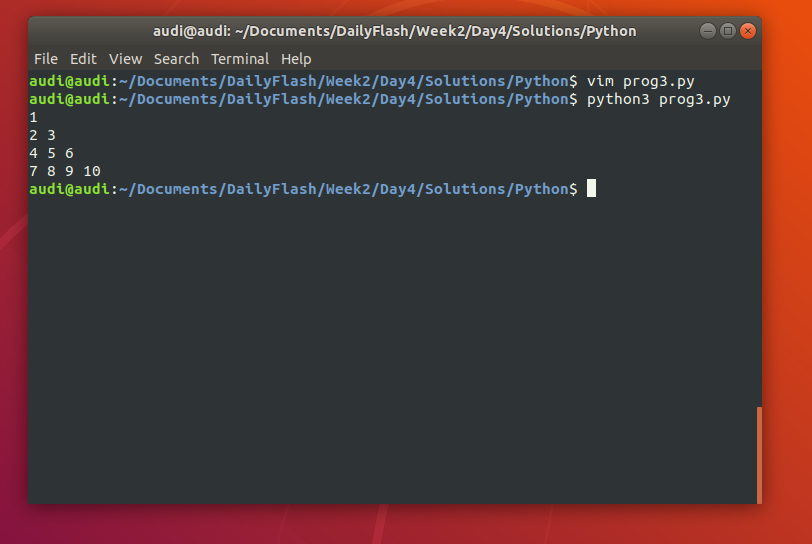 audi@audi: ~/Documents/DailyFlash/Week2/Day4/Solutions/Python
File Edit View Search Terminal Help
audi@audi:~/Documents/DailyFlash/Week2/Day4/Solutions/Python$ vim prog3.py
audi@audi:~/Documents/DailyFlash/Week2/Day4/Solutions/Python$ python3 prog3.py
1
2 3
4 5 6
7 8 9 10
audi@audi:~/Documents/DailyFlash/Week2/Day4/Solutions/Python$